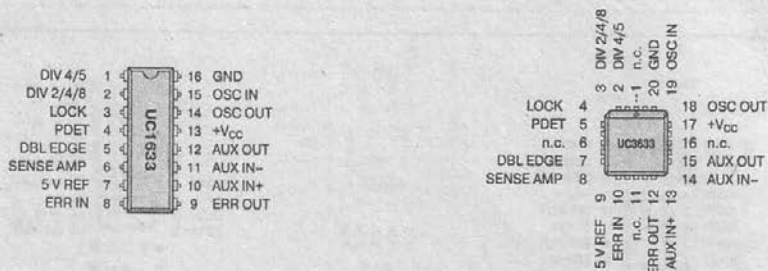 DIV 4/5 1 16 GND
DIV 2/4/8 2 15 OSC IN
LOCK 3 14 OSC OUT
PDET 4 13 +VCC
DBL EDGE 5 12 AUX OUT
SENSE AMP 6 11 AUX IN-
5 V REF 7 10 AUX IN+
ERR IN 8 9 ERR OUT
UC1633
3 DIV 2/4/8
2 DIV 4/5
1 n.c.
20 GND
19 OSC IN
LOCK 4 18 OSC OUT
PDET 5 17 +VCC
n.c. 6 UC3633 16 n.c.
DBL EDGE 7 15 AUX OUT
SENSE AMP 8 14 AUX IN-
5 V REF 9
ERR IN 10
n.c. 11
ERR OUT 12
AUX IN+ 13